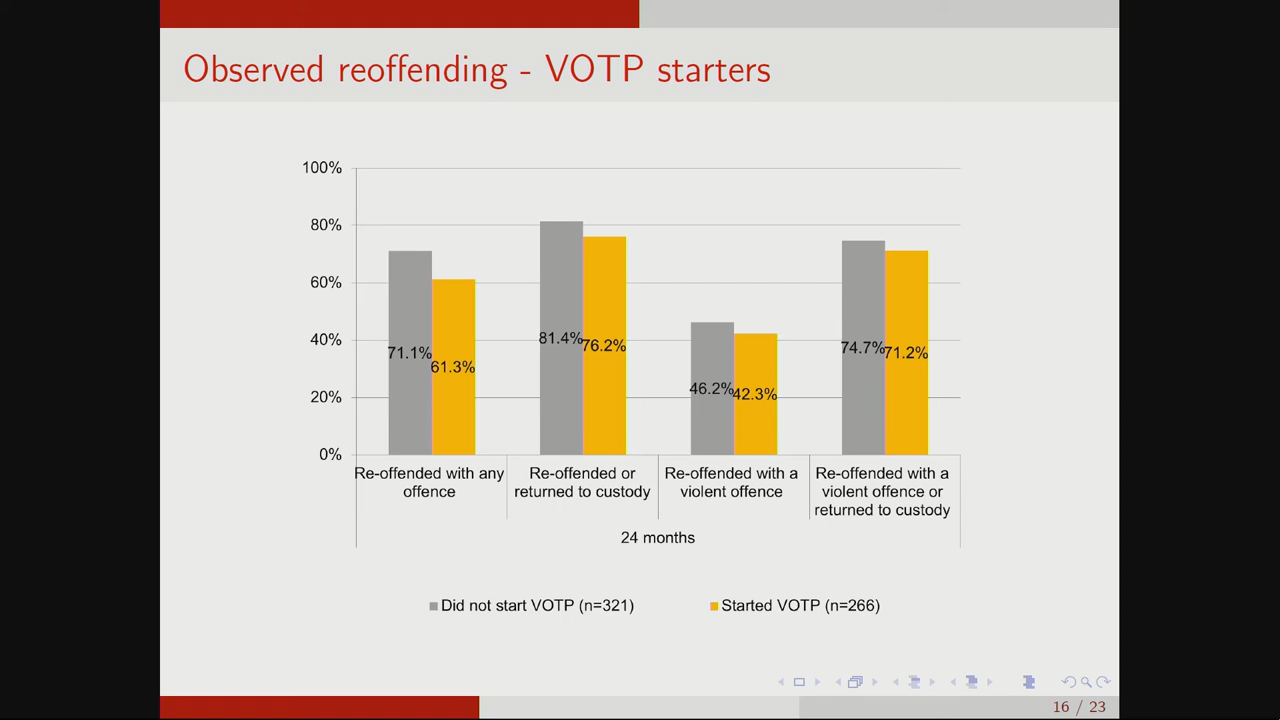 Observed reoffending - VOTP starters
100%
80%
60%
40%
20%
0%
71.1%
61.3%
81.4%
76.2%
46.2%
42.3%
74.7%
71.2%
Re-offended with any
offence
Re-offended or
returned to custody
Re-offended with a
violent offence
Re-offended with a
violent offence or
returned to custody
24 months
Did not start VOTP (n=321)
Started VOTP (n=266)
16 / 23